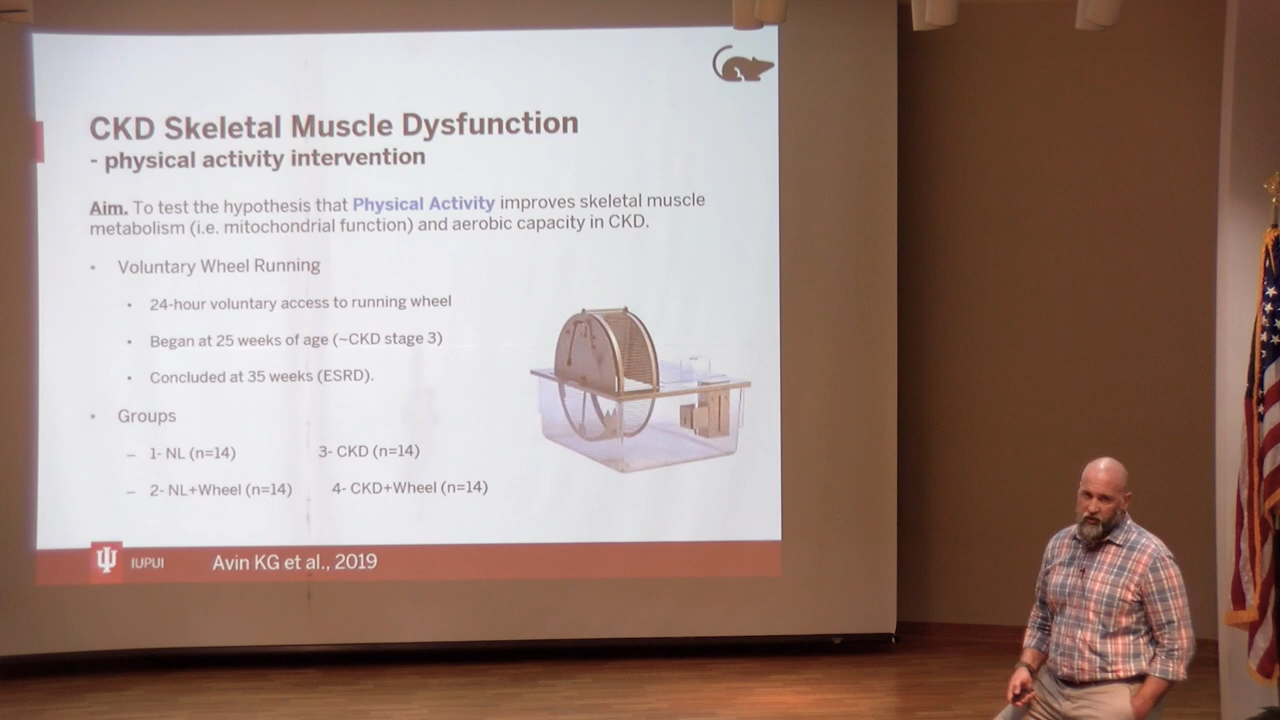 CKD Skeletal Muscle Dysfunction
- physical activity intervention
Aim. To test the hypothesis that Physical Activity improves skeletal muscle
metabolism (i.e. mitochondrial function) and aerobic capacity in CKD.
• Voluntary Wheel Running
• 24-hour voluntary access to running wheel
• Began at 25 weeks of age (~CKD stage 3)
• Concluded at 35 weeks (ESRD).
• Groups
– 1- NL (n=14) 3- CKD (n=14)
– 2- NL+Wheel (n=14) 4- CKD+Wheel (n=14)
IUPUI Avin KG et al., 2019